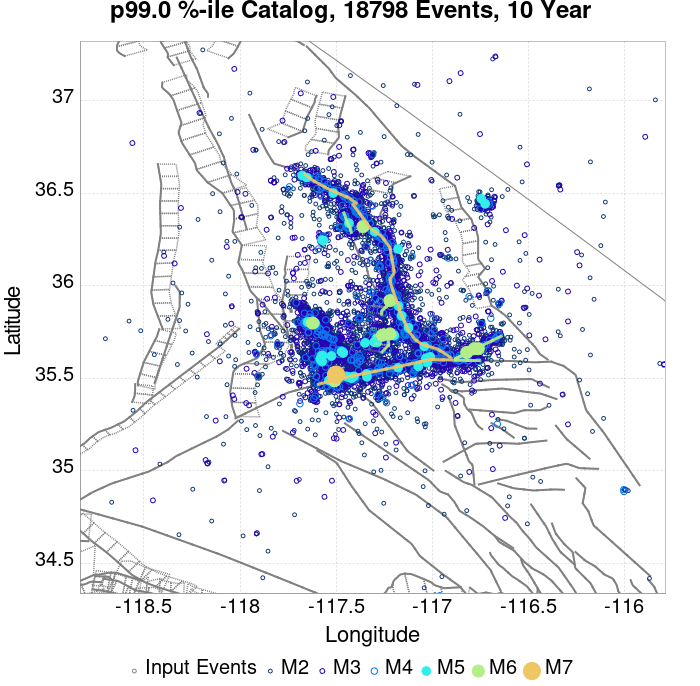 p99.0 %-ile Catalog, 18798 Events, 10 Year
37
36.5
36
35.5
35
34.5
Latitude
-118.5 -118 -117.5 -117 -116.5 -116
Longitude
Input Events M2 M3 M4 M5 M6 M7